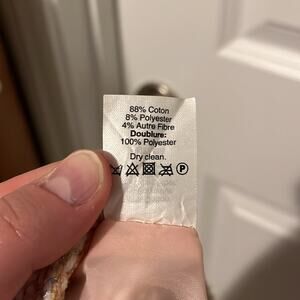 88% Coton
8% Polyester
4% Autre Fibre
Doublure:
100% Polyester
Dry clean.
P